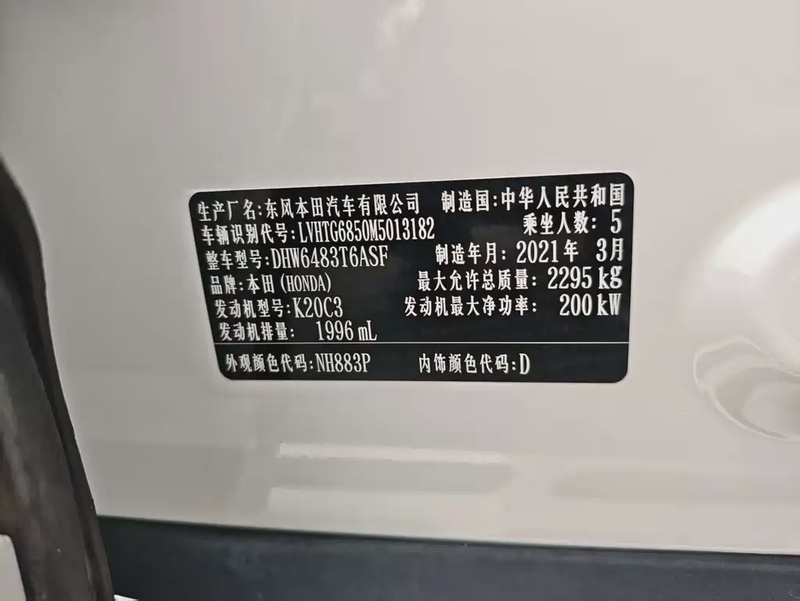 生产厂名:东风本田汽车有限公司 制造国:中华人民共和国
车辆识别代号:LVHTG6850M5013182 乘坐人数: 5
整车型号:DHW6483T6ASF 制造年月:2021年 3月
品牌:本田(HONDA) 最大允许总质量: 2295 kg
发动机型号:K20C3 发动机最大净功率: 200 kW
发动机排量: 1996 mL
外观颜色代码:NH883P 内饰颜色代码:D